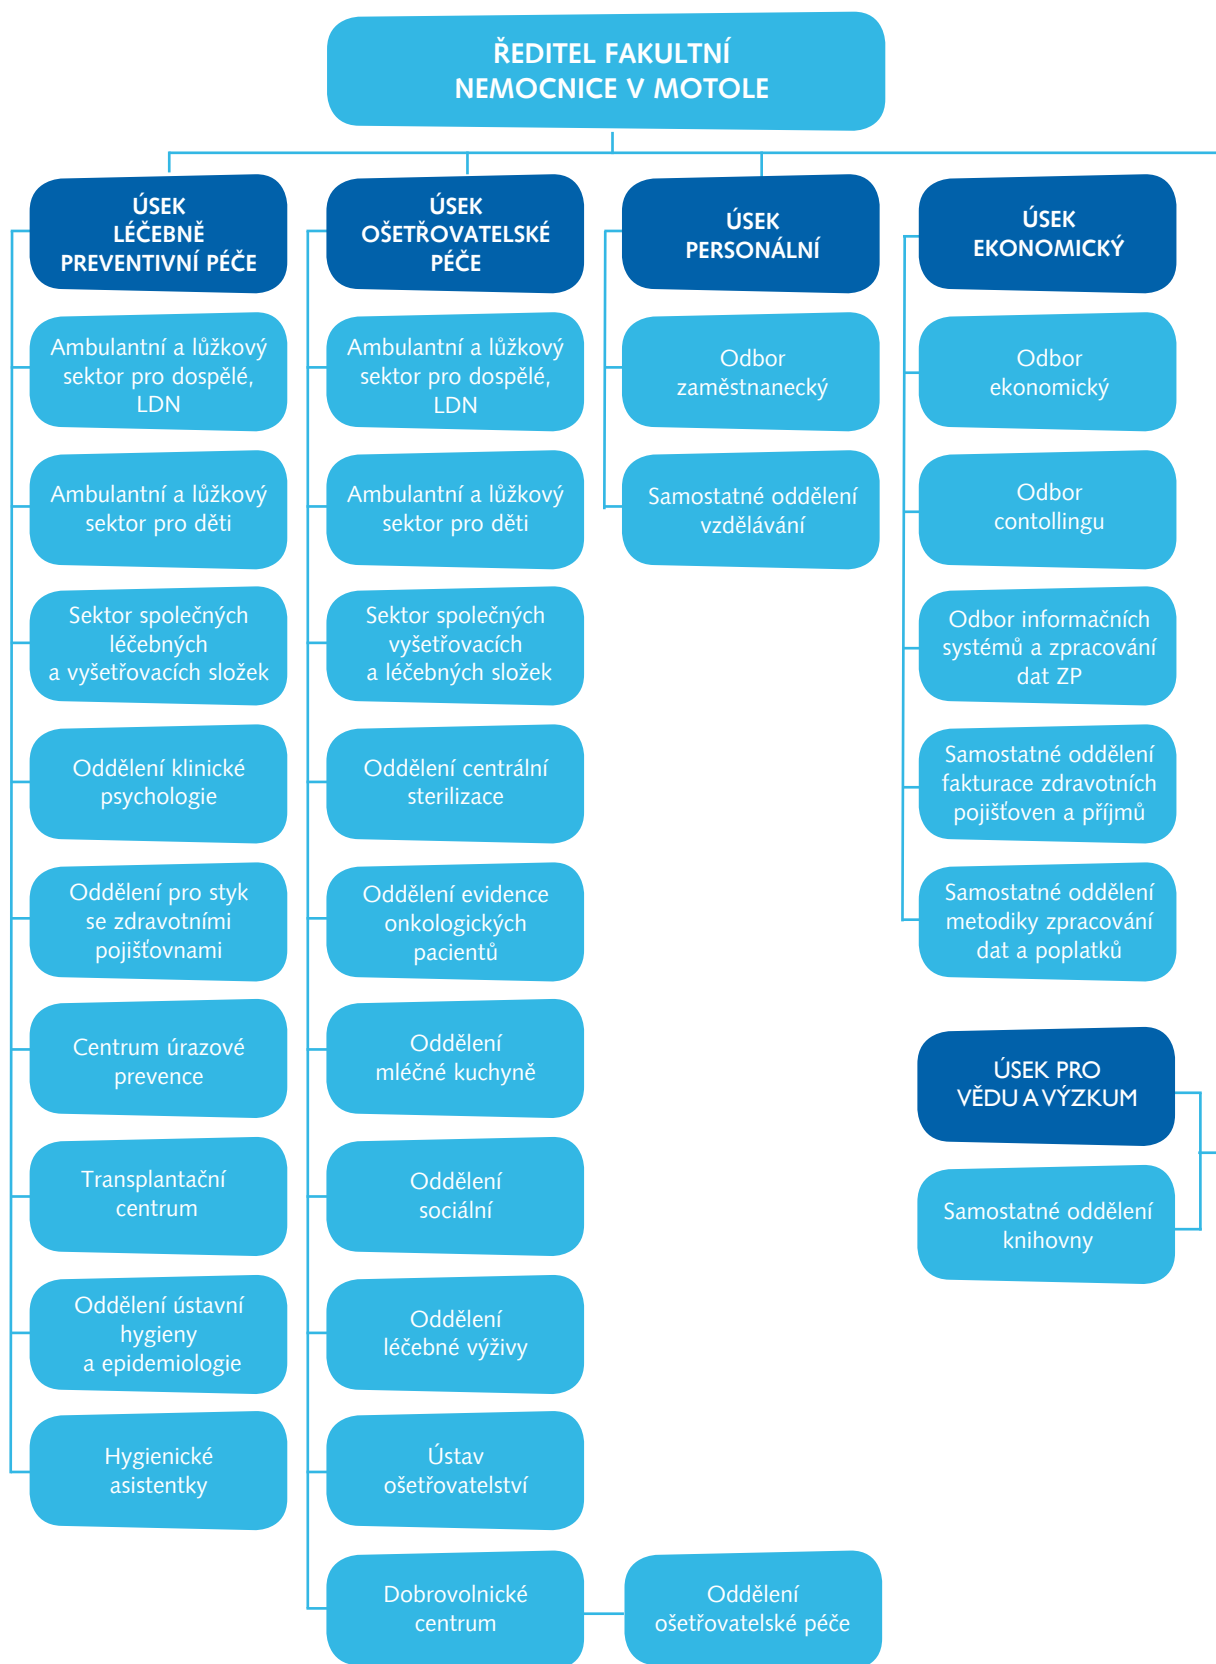 ŘEDITEL FAKULTNÍ
NEMOCNICE V MOTOLE
ÚSEK
LÉČEBNĚ
PREVENTIVNÍ PÉČE
Ambulantní a lůžkový
sektor pro dospělé,
LDN
Ambulantní a lůžkový
sektor pro děti
Sektor společných
léčebných
a vyšetřovacích složek
Oddělení klinické
psychologie
Oddělení pro styk
se zdravotními
pojišťovnami
Centrum úrazové
prevence
Transplantační
centrum
Oddělení ústavní
hygieny
a epidemiologie
Hygienické
asistentky
ÚSEK
OŠETŘOVATELSKÉ
PÉČE
Ambulantní a lůžkový
sektor pro dospělé,
LDN
Ambulantní a lůžkový
sektor pro děti
Sektor společných
vyšetřovacích
a léčebných složek
Oddělení centrální
sterilizace
Oddělení evidence
onkologických
pacientů
Oddělení
mléčné kuchyně
Oddělení
sociální
Oddělení
léčebné výživy
Ústav
ošetřovatelství
Dobrovolnické
centrum
Oddělení
ošetřovatelské péče
ÚSEK
PERSONÁLNÍ
Odbor
zaměstnanecký
Samostatné oddělení
vzdělávání
ÚSEK
EKONOMICKÝ
Odbor
ekonomický
Odbor
contollingu
Odbor informačních
systémů a zpracování
dat ZP
Samostatné oddělení
fakturace zdravotních
pojišťoven a příjmů
Samostatné oddělení
metodiky zpracování
dat a poplatků
ÚSEK PRO
VĚDU A VÝZKUM
Samostatné oddělení
knihovny